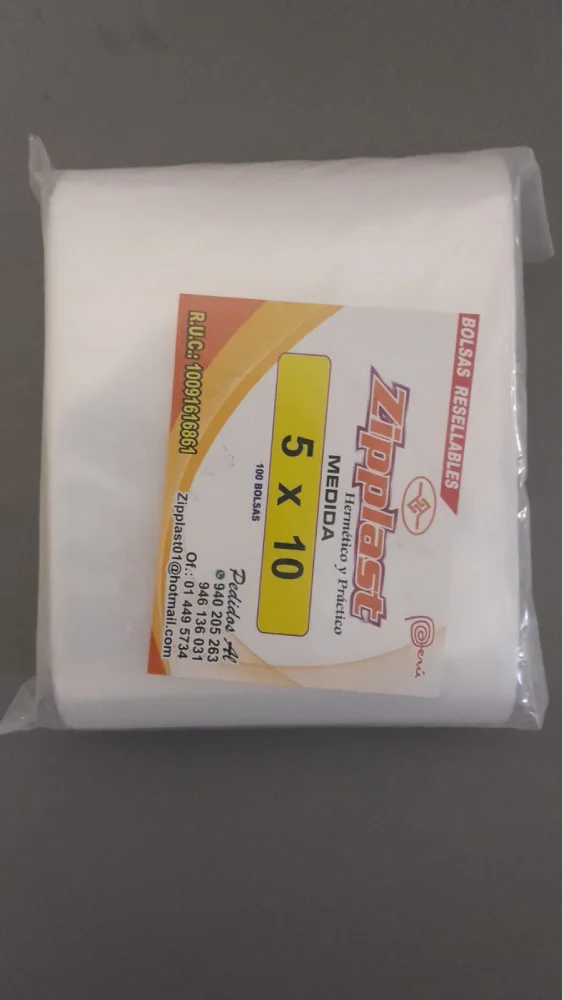 BOLSAS RESELLABLES
Perú
Zipplast
Hermético y Práctico
MEDIDA
5 x 10
100 BOLSAS
Pedidos Al
940 205 263
946 136 031
Of.: 01 449 5734
Zipplast01@hotmail.com
R.U.C.: 10091616861